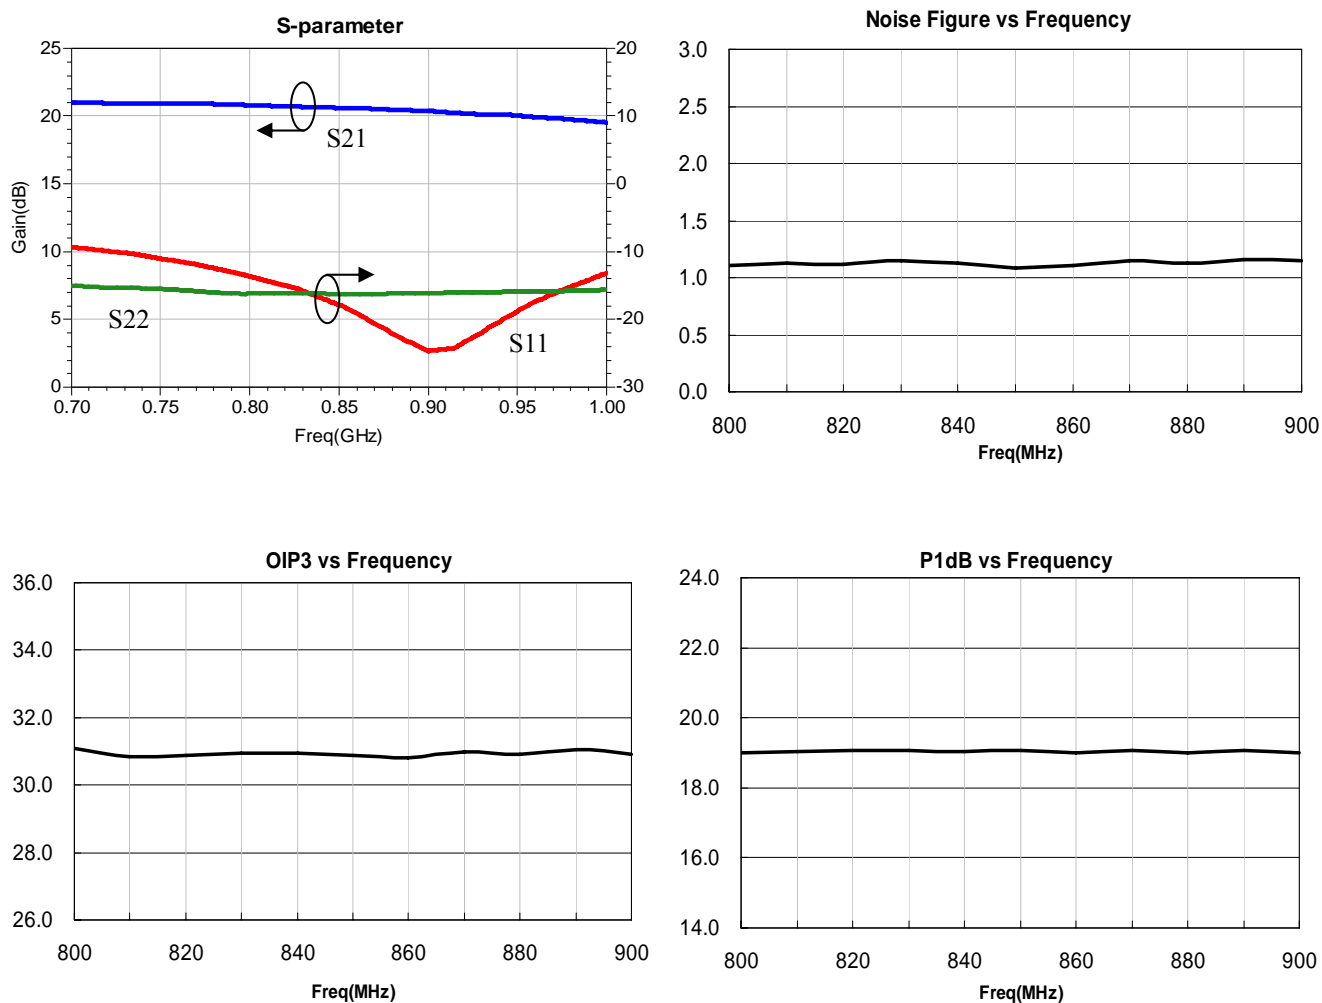 S-parameter
25
20
15
10
5
0
20
10
0
-10
-20
-30
Gain(dB)
S21
S22
S11
0.70 0.75 0.80 0.85 0.90 0.95 1.00
Freq(GHz)
Noise Figure vs Frequency
3.0
2.5
2.0
1.5
1.0
0.5
0.0
800 820 840 860 880 900
Freq(MHz)
OIP3 vs Frequency
36.0
34.0
32.0
30.0
28.0
26.0
800 820 840 860 880 900
Freq(MHz)
P1dB vs Frequency
24.0
22.0
20.0
18.0
16.0
14.0
800 820 840 860 880 900
Freq(MHz)